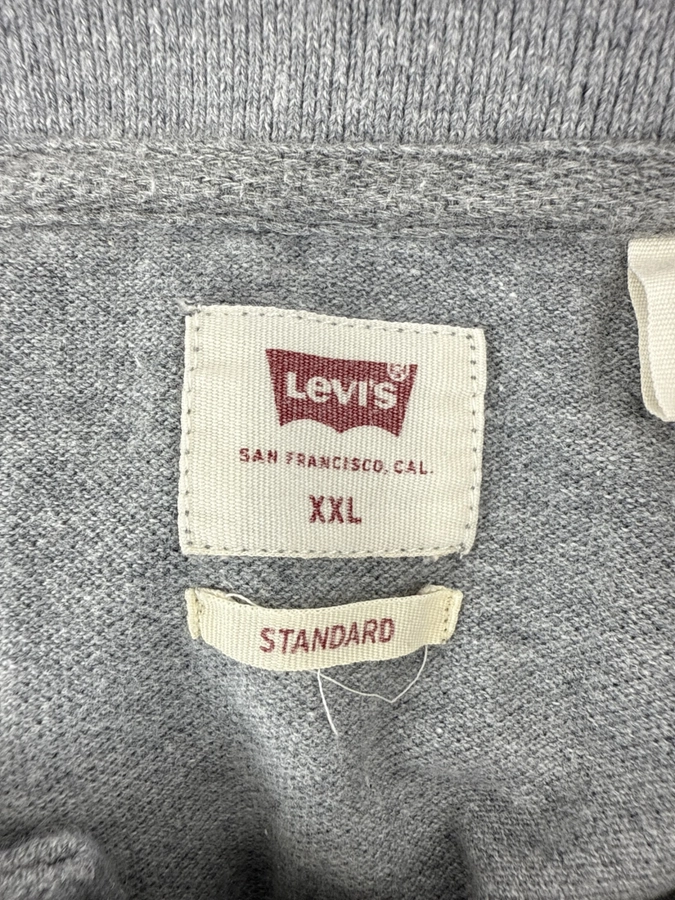 Levi's®
SAN FRANCISCO, CAL.
XXL
STANDARD